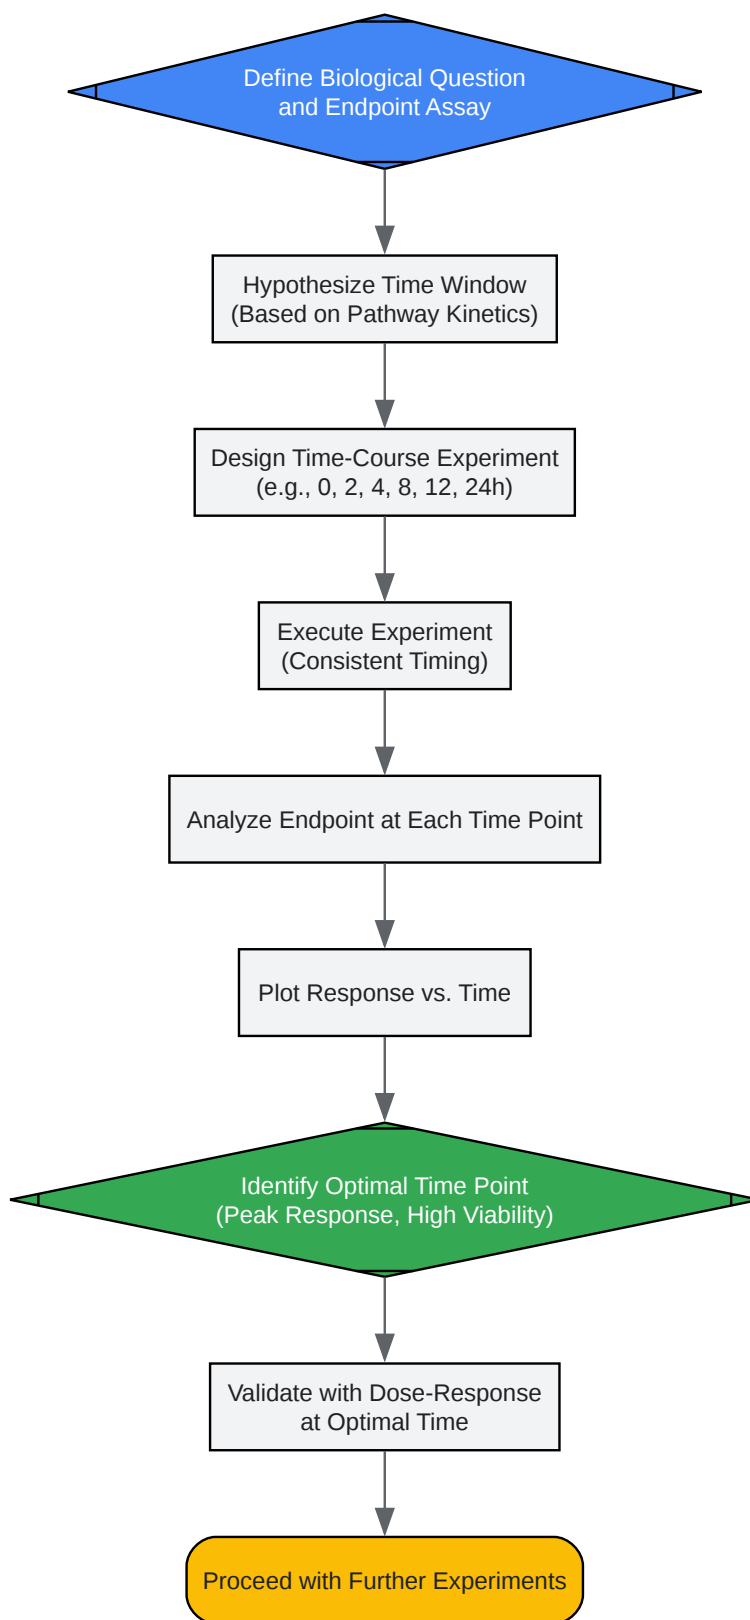 Define Biological Question
and Endpoint Assay
Hypothesize Time Window
(Based on Pathway Kinetics)
Design Time-Course Experiment
(e.g., 0, 2, 4, 8, 12, 24h)
Execute Experiment
(Consistent Timing)
Analyze Endpoint at Each Time Point
Plot Response vs. Time
Identify Optimal Time Point
(Peak Response, High Viability)
Validate with Dose-Response
at Optimal Time
Proceed with Further Experiments